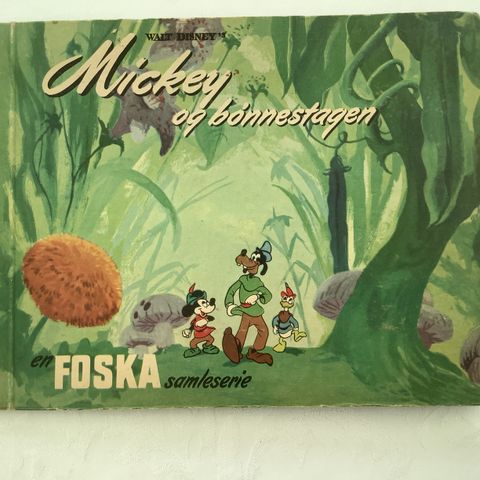 WALT DISNEY'S
Mickey
og bønnestagen
en FOSKA samleserie